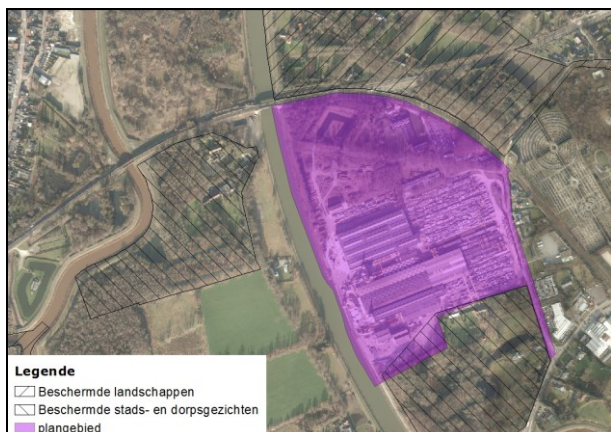 Legende
Beschermde landschappen
Beschermde stads- en dorpsgezichten
plangebied